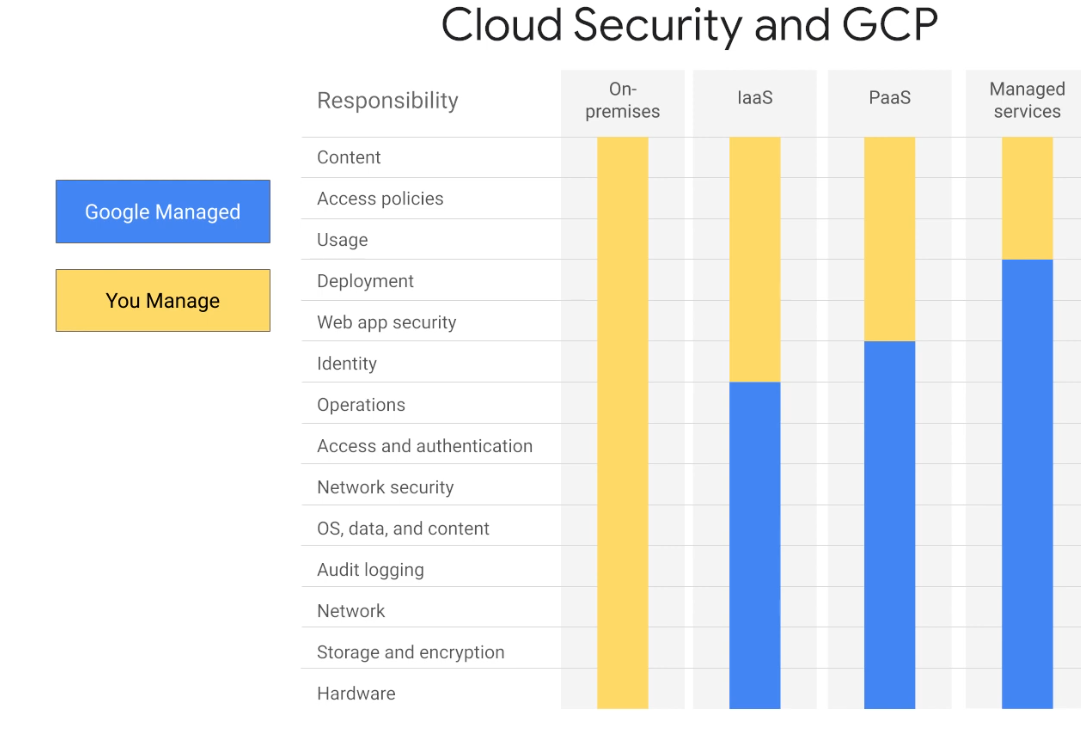 Cloud Security and GCP
Responsibility
On-
premises
IaaS
PaaS
Managed
services
Google Managed
You Manage
Content
Access policies
Usage
Deployment
Web app security
Identity
Operations
Access and authentication
Network security
OS, data, and content
Audit logging
Network
Storage and encryption
Hardware